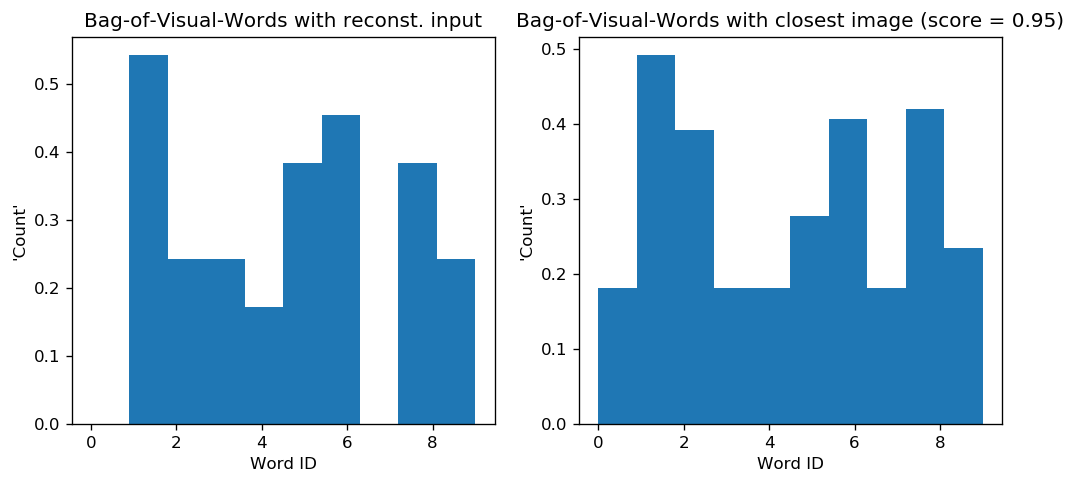 Bag-of-Visual-Words with reconst. input
0.5
0.4
0.3
0.2
0.1
0.0
'Count'
0 2 4 6 8
Word ID
Bag-of-Visual-Words with closest image (score = 0.95)
0.5
0.4
0.3
0.2
0.1
0.0
'Count'
0 2 4 6 8
Word ID